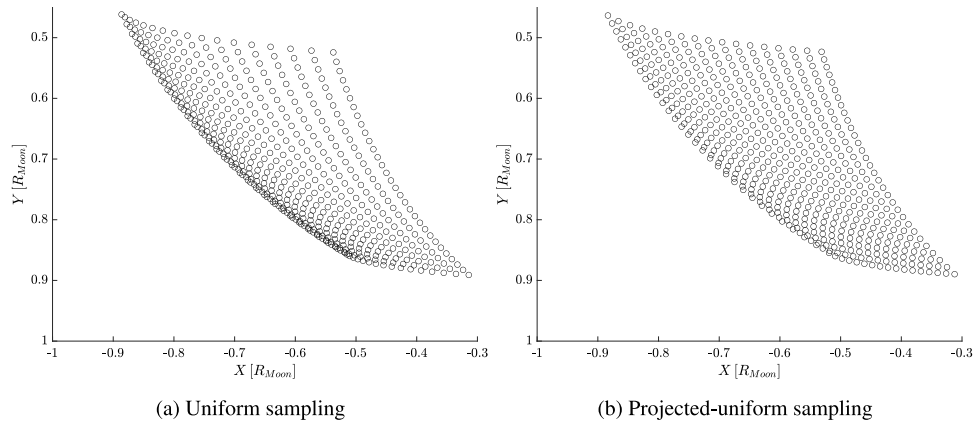 0.5
0.6
0.7
0.8
0.9
1
Y [R_Moon]
-1 -0.9 -0.8 -0.7 -0.6 -0.5 -0.4 -0.3
X [R_Moon]
(a) Uniform sampling
0.5
0.6
0.7
0.8
0.9
1
Y [R_Moon]
-1 -0.9 -0.8 -0.7 -0.6 -0.5 -0.4 -0.3
X [R_Moon]
(b) Projected-uniform sampling